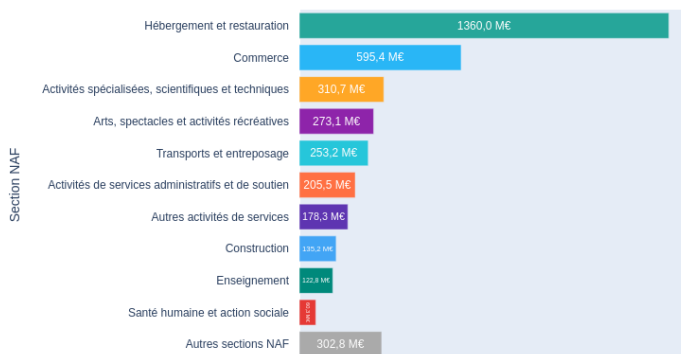 Section NAF
Hébergement et restauration 1360,0 M€
Commerce 595,4 M€
Activités spécialisées, scientifiques et techniques 310,7 M€
Arts, spectacles et activités récréatives 273,1 M€
Transports et entreposage 253,2 M€
Activités de services administratifs et de soutien 205,5 M€
Autres activités de services 178,3 M€
Construction 135,2 M€
Enseignement 122,8 M€
Santé humaine et action sociale
Autres sections NAF 302,8 M€